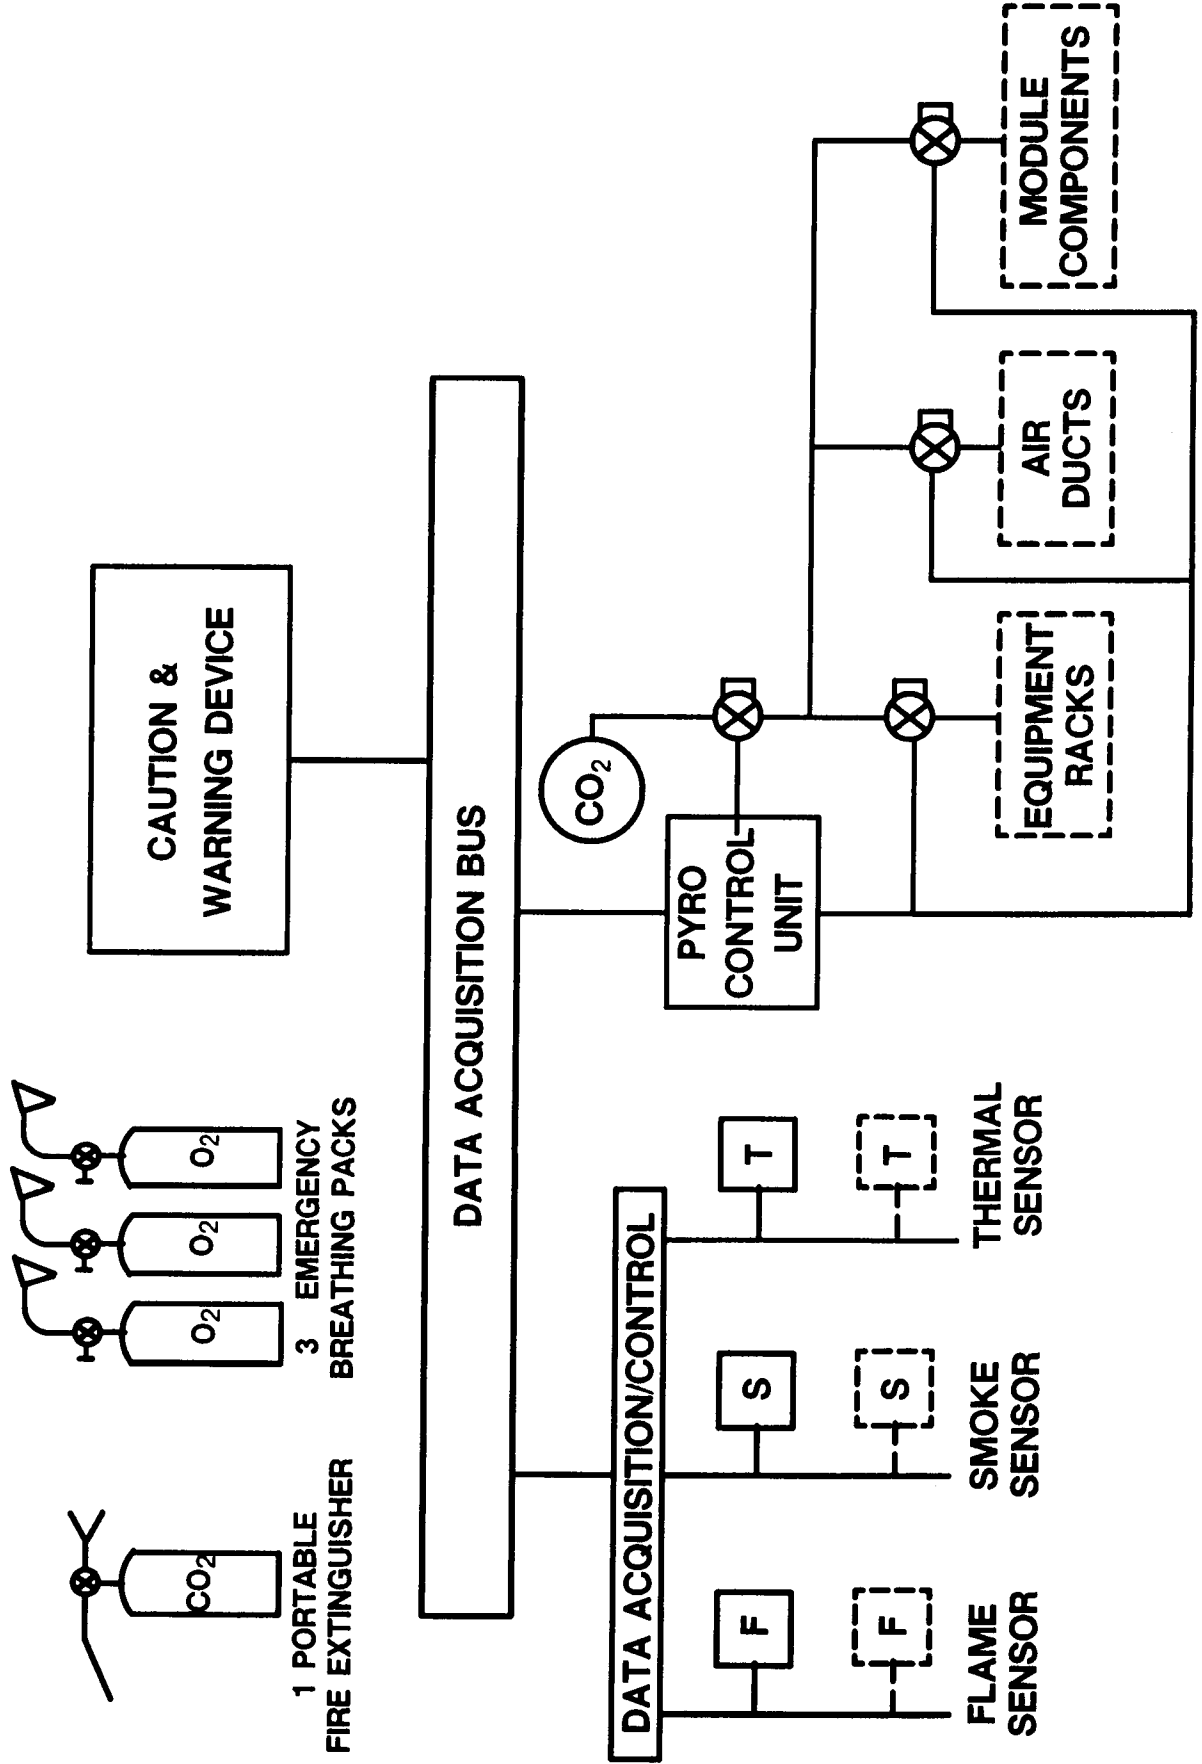 CO2
1 PORTABLE
FIRE EXTINGUISHER
O2
O2
O2
3 EMERGENCY
BREATHING PACKS
CAUTION &
WARNING DEVICE
DATA ACQUISITION BUS
DATA ACQUISITION/CONTROL
F
F
FLAME
SENSOR
S
S
SMOKE
SENSOR
T
T
THERMAL
SENSOR
PYRO
CONTROL
UNIT
CO2
EQUIPMENT
RACKS
AIR
DUCTS
MODULE
COMPONENTS